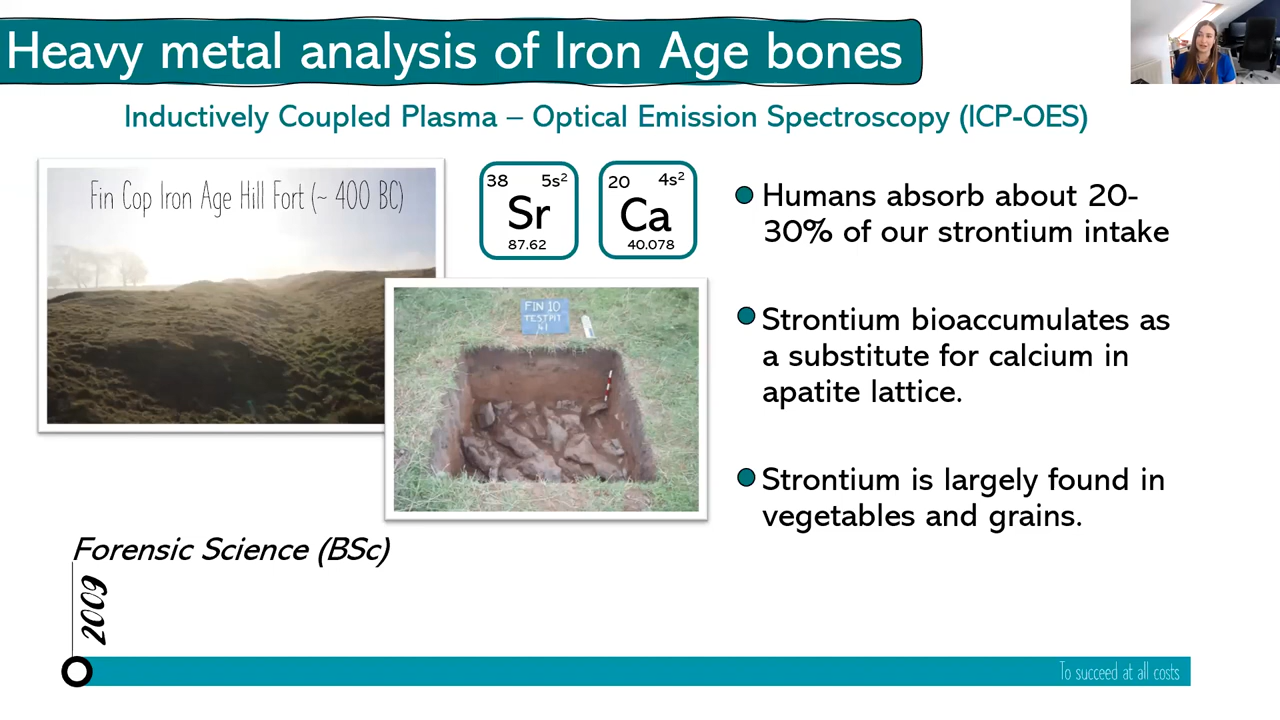 Heavy metal analysis of Iron Age bones
Inductively Coupled Plasma – Optical Emission Spectroscopy (ICP-OES)
Fin Cop Iron Age Hill Fort (~ 400 BC)
38 5s²
Sr
87.62
20 4s²
Ca
40.078
FIN 10
TEST PIT
41
Humans absorb about 20-
30% of our strontium intake
Strontium bioaccumulates as
a substitute for calcium in
apatite lattice.
Strontium is largely found in
vegetables and grains.
Forensic Science (BSc)
2009
To succeed at all costs